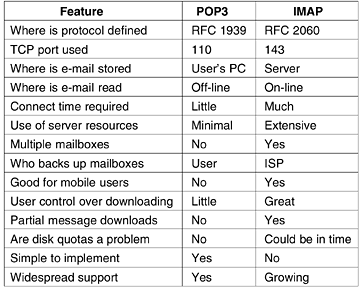 Feature POP3 IMAP
Where is protocol defined RFC 1939 RFC 2060
TCP port used 110 143
Where is e-mail stored User's PC Server
Where is e-mail read Off-line On-line
Connect time required Little Much
Use of server resources Minimal Extensive
Multiple mailboxes No Yes
Who backs up mailboxes User ISP
Good for mobile users No Yes
User control over downloading Little Great
Partial message downloads No Yes
Are disk quotas a problem No Could be in time
Simple to implement Yes No
Widespread support Yes Growing